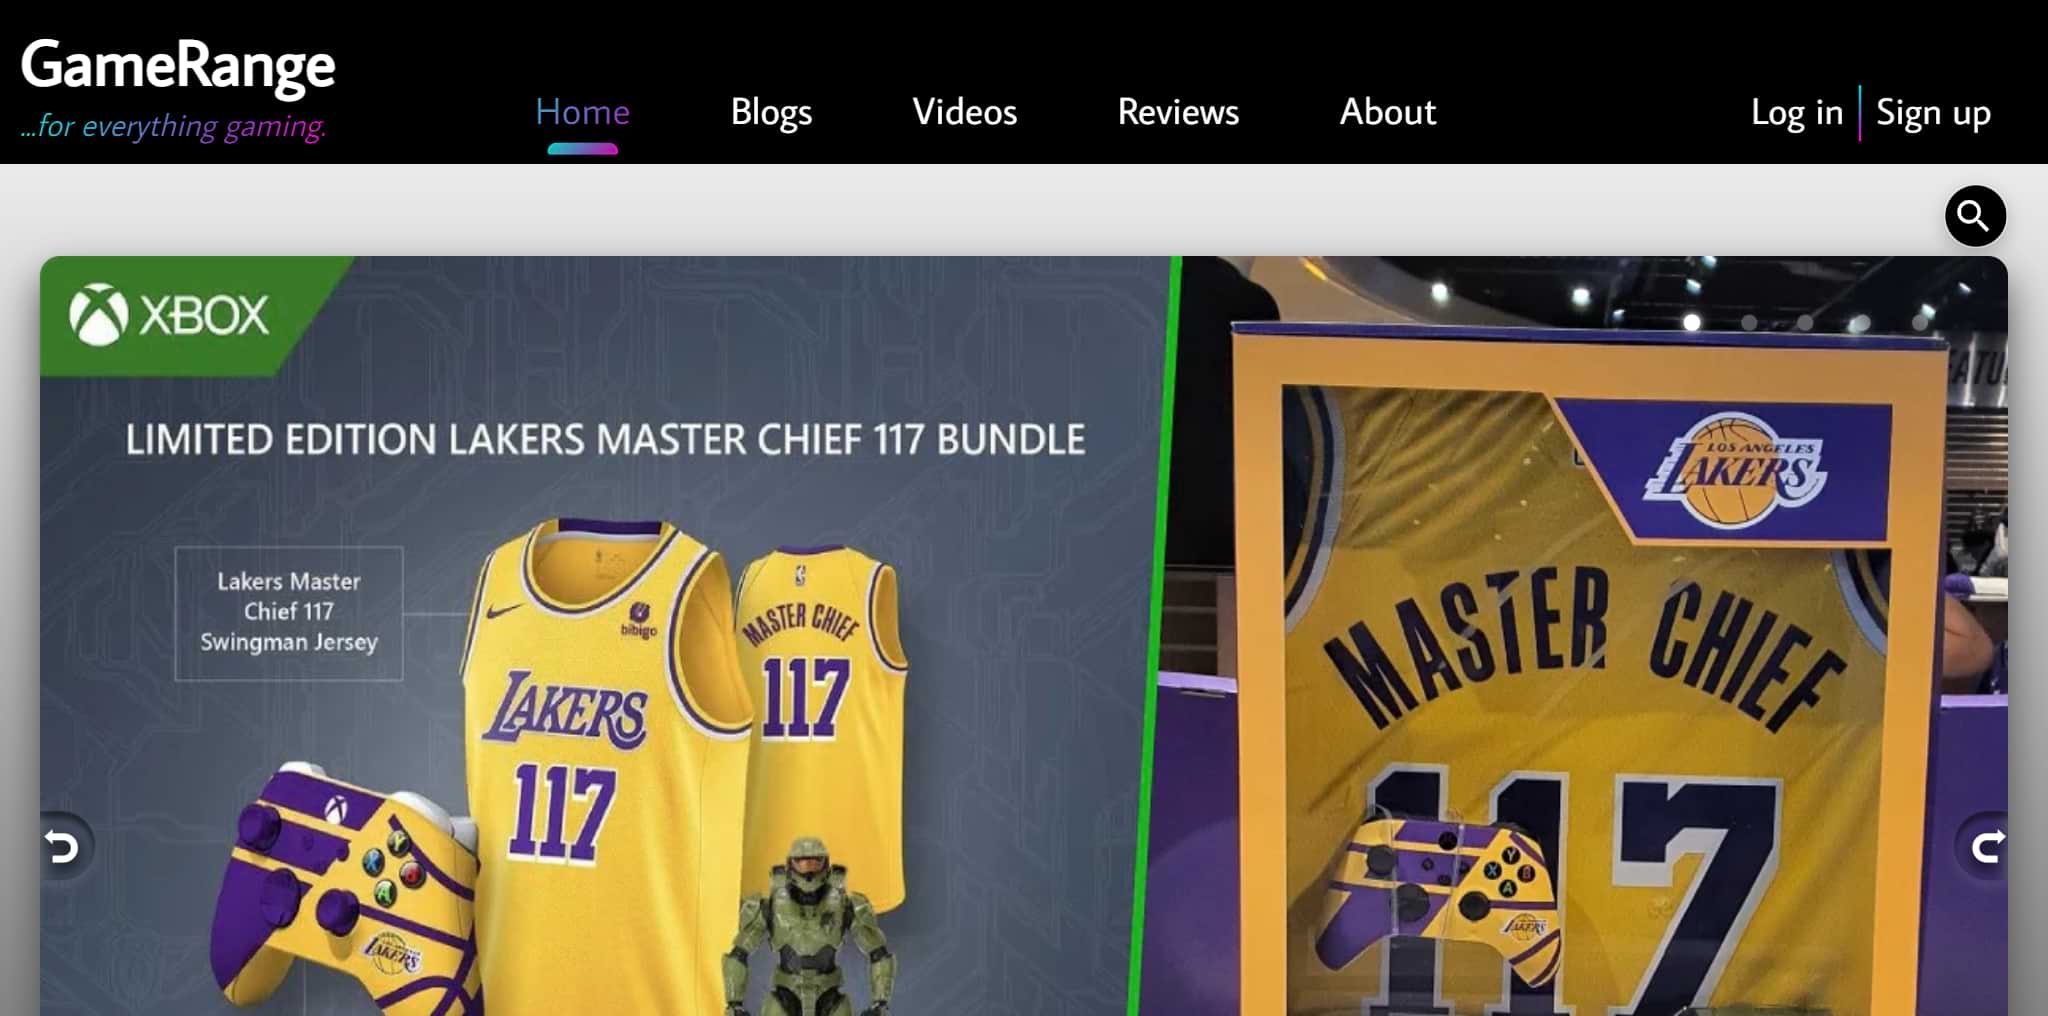 GameRange
...for everything gaming.
Home
Blogs
Videos
Reviews
About
Log in
Sign up
XBOX
LIMITED EDITION LAKERS MASTER CHIEF 117 BUNDLE
Lakers Master
Chief 117
Swingman Jersey
bibigo
LAKERS
117
MASTER CHIEF
117
Y
X
B
A
LAKERS
LOS ANGELES
LAKERS
MASTER CHIEF
117
Y
X
B
A
LAKERS